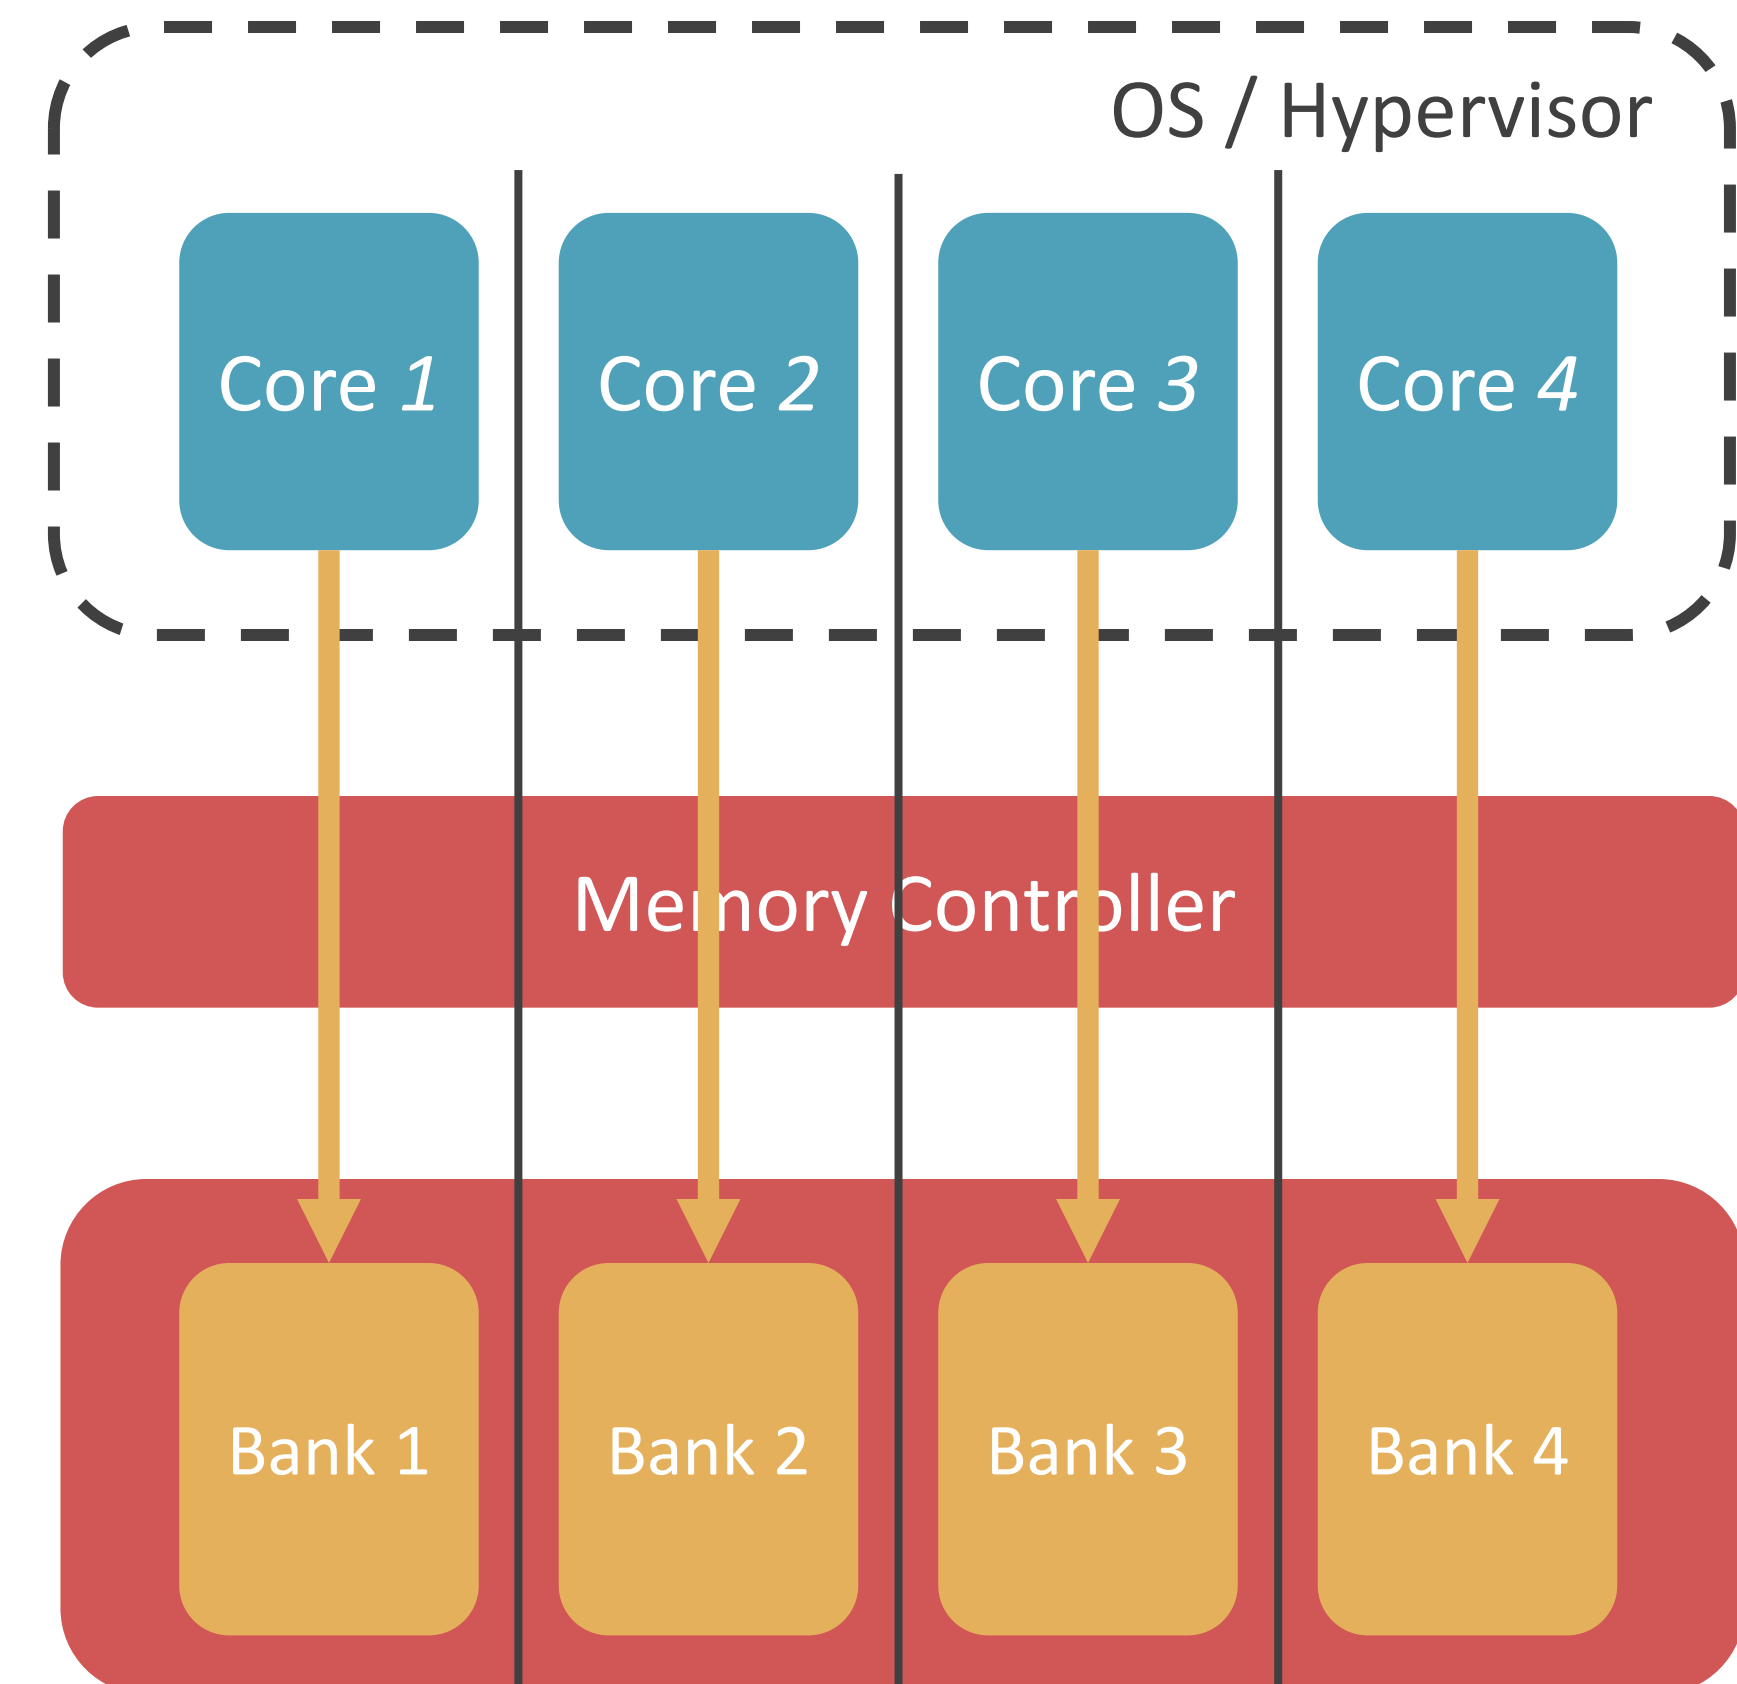 OS / Hypervisor
Core 1
Core 2
Core 3
Core 4
Memory Controller
Bank 1
Bank 2
Bank 3
Bank 4